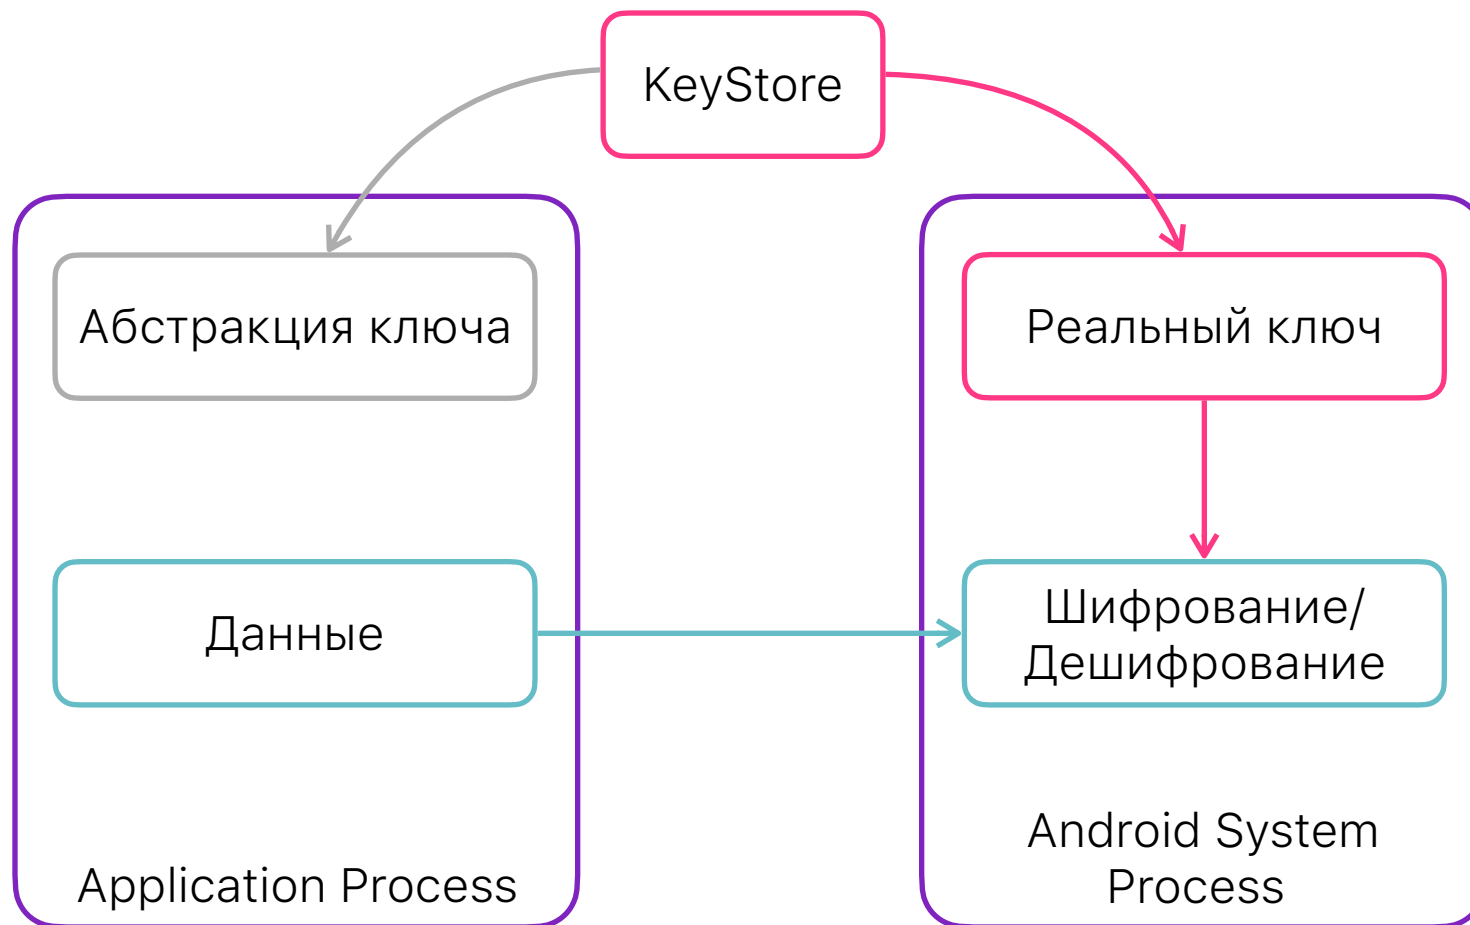 KeyStore
Абстракция ключа
Реальный ключ
Данные
Шифрование/
Дешифрование
Application Process
Android System
Process